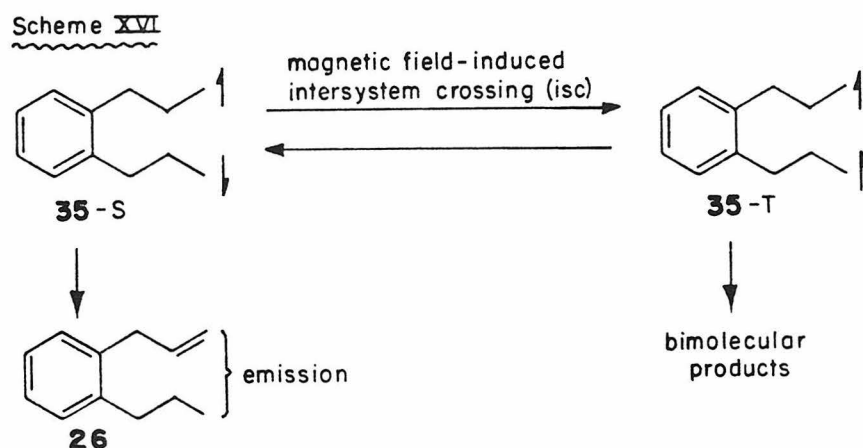 Scheme XVI
magnetic field-induced
intersystem crossing (isc)
35-S
35-T
emission
bimolecular
products
26